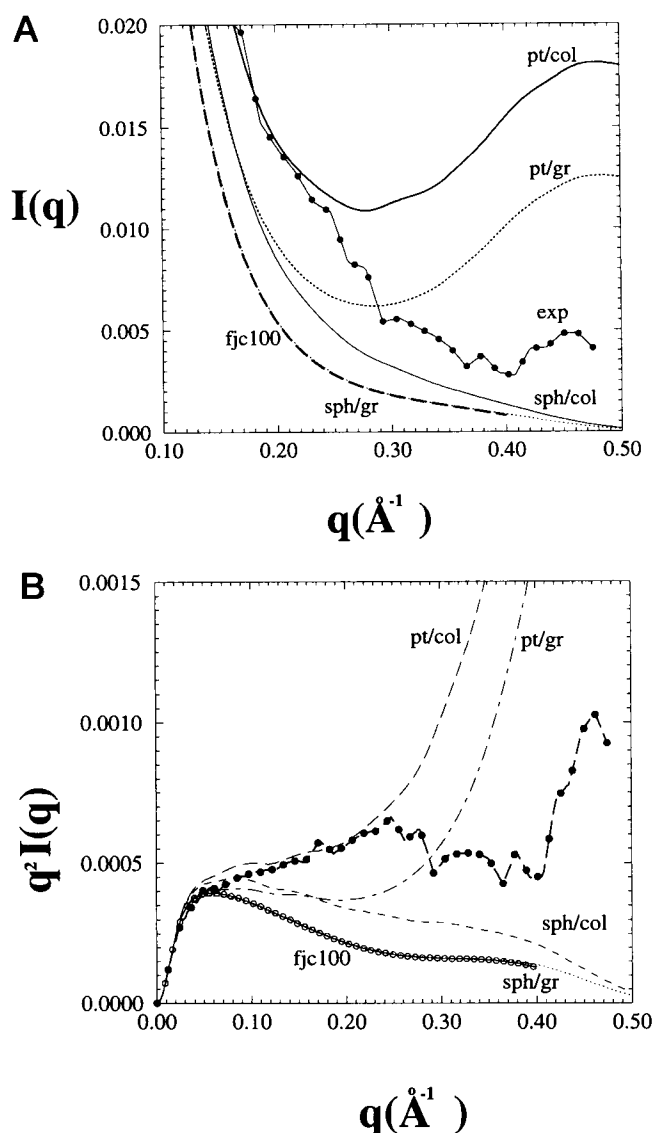 A
0.020
0.015
I(q)
0.010
0.005
0.000
pt/col
pt/gr
exp
fjc100
sph/gr
sph/col
0.10 0.20 0.30 0.40 0.50
q(Å⁻¹)
B
0.0015
0.0010
q² I(q)
0.0005
0.0000
pt/col
pt/gr
sph/col
fjc100
sph/gr
0.00 0.10 0.20 0.30 0.40 0.50
q(Å⁻¹)